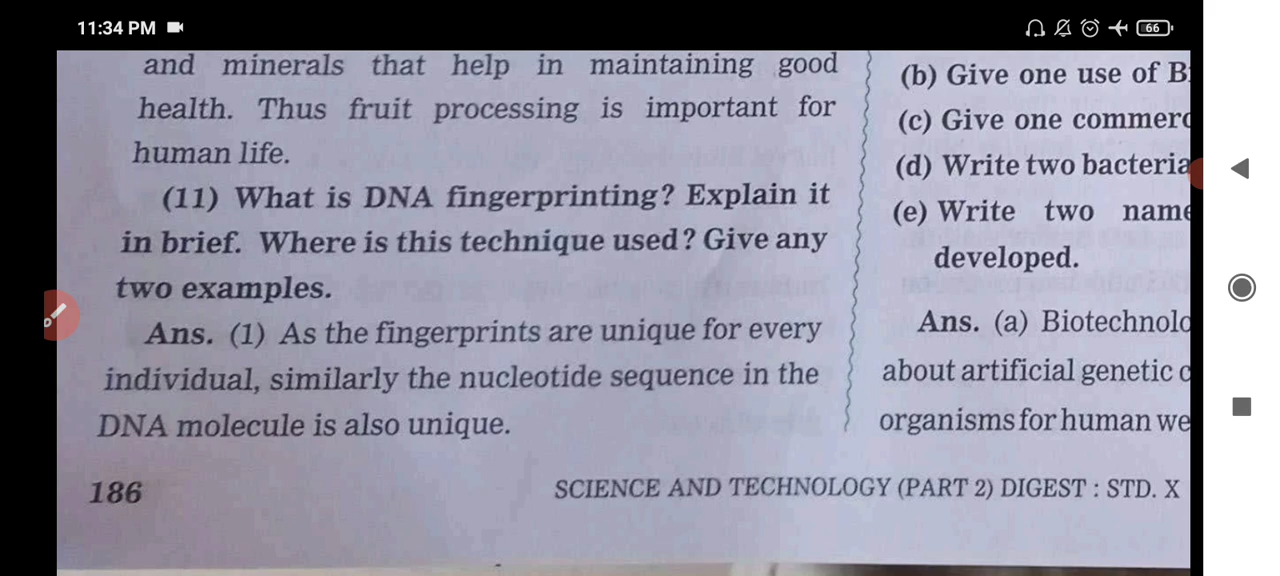 11:34 PM
66
and minerals that help in maintaining good
health. Thus fruit processing is important for
human life.
(11) What is DNA fingerprinting? Explain it
in brief. Where is this technique used? Give any
two examples.
Ans. (1) As the fingerprints are unique for every
individual, similarly the nucleotide sequence in the
DNA molecule is also unique.
186
(b) Give one use of
(c) Give one
(d) Write two bacteria
(e) Write two
developed.
Ans. (a)
about artificial genetic
organisms for human
SCIENCE AND TECHNOLOGY (PART 2) DIGEST : STD. X